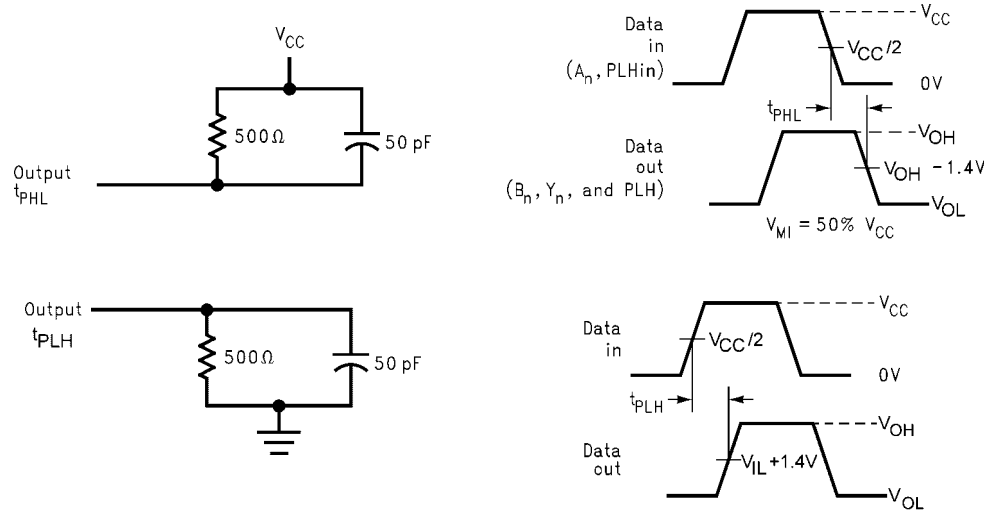 V_CC
500Ω
50 pF
Output
t_PHL
Data
in
(A_n, PLHin)
V_CC
V_CC/2
0V
t_PHL
Data
out
(B_n, Y_n, and PLH)
V_OH
V_OH -1.4V
V_OL
V_MI = 50% V_CC
Output
t_PLH
500Ω
50 pF
Data
in
V_CC
V_CC/2
0V
t_PLH
Data
out
V_OH
V_IL +1.4V
V_OL